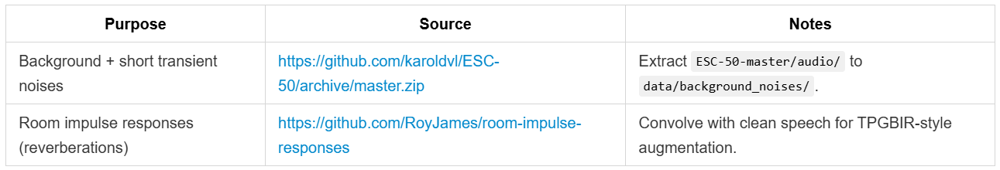 Purpose Source Notes
Background + short transient https://github.com/karoldvl/ESC- Extract ESC-50-master/audio/ to
noises 50/archive/master.zip data/background_noises/ .
Room impulse responses https://github.com/RoyJames/room-impulse- Convolve with clean speech for TPGBIR-style
(reverberations) responses augmentation.